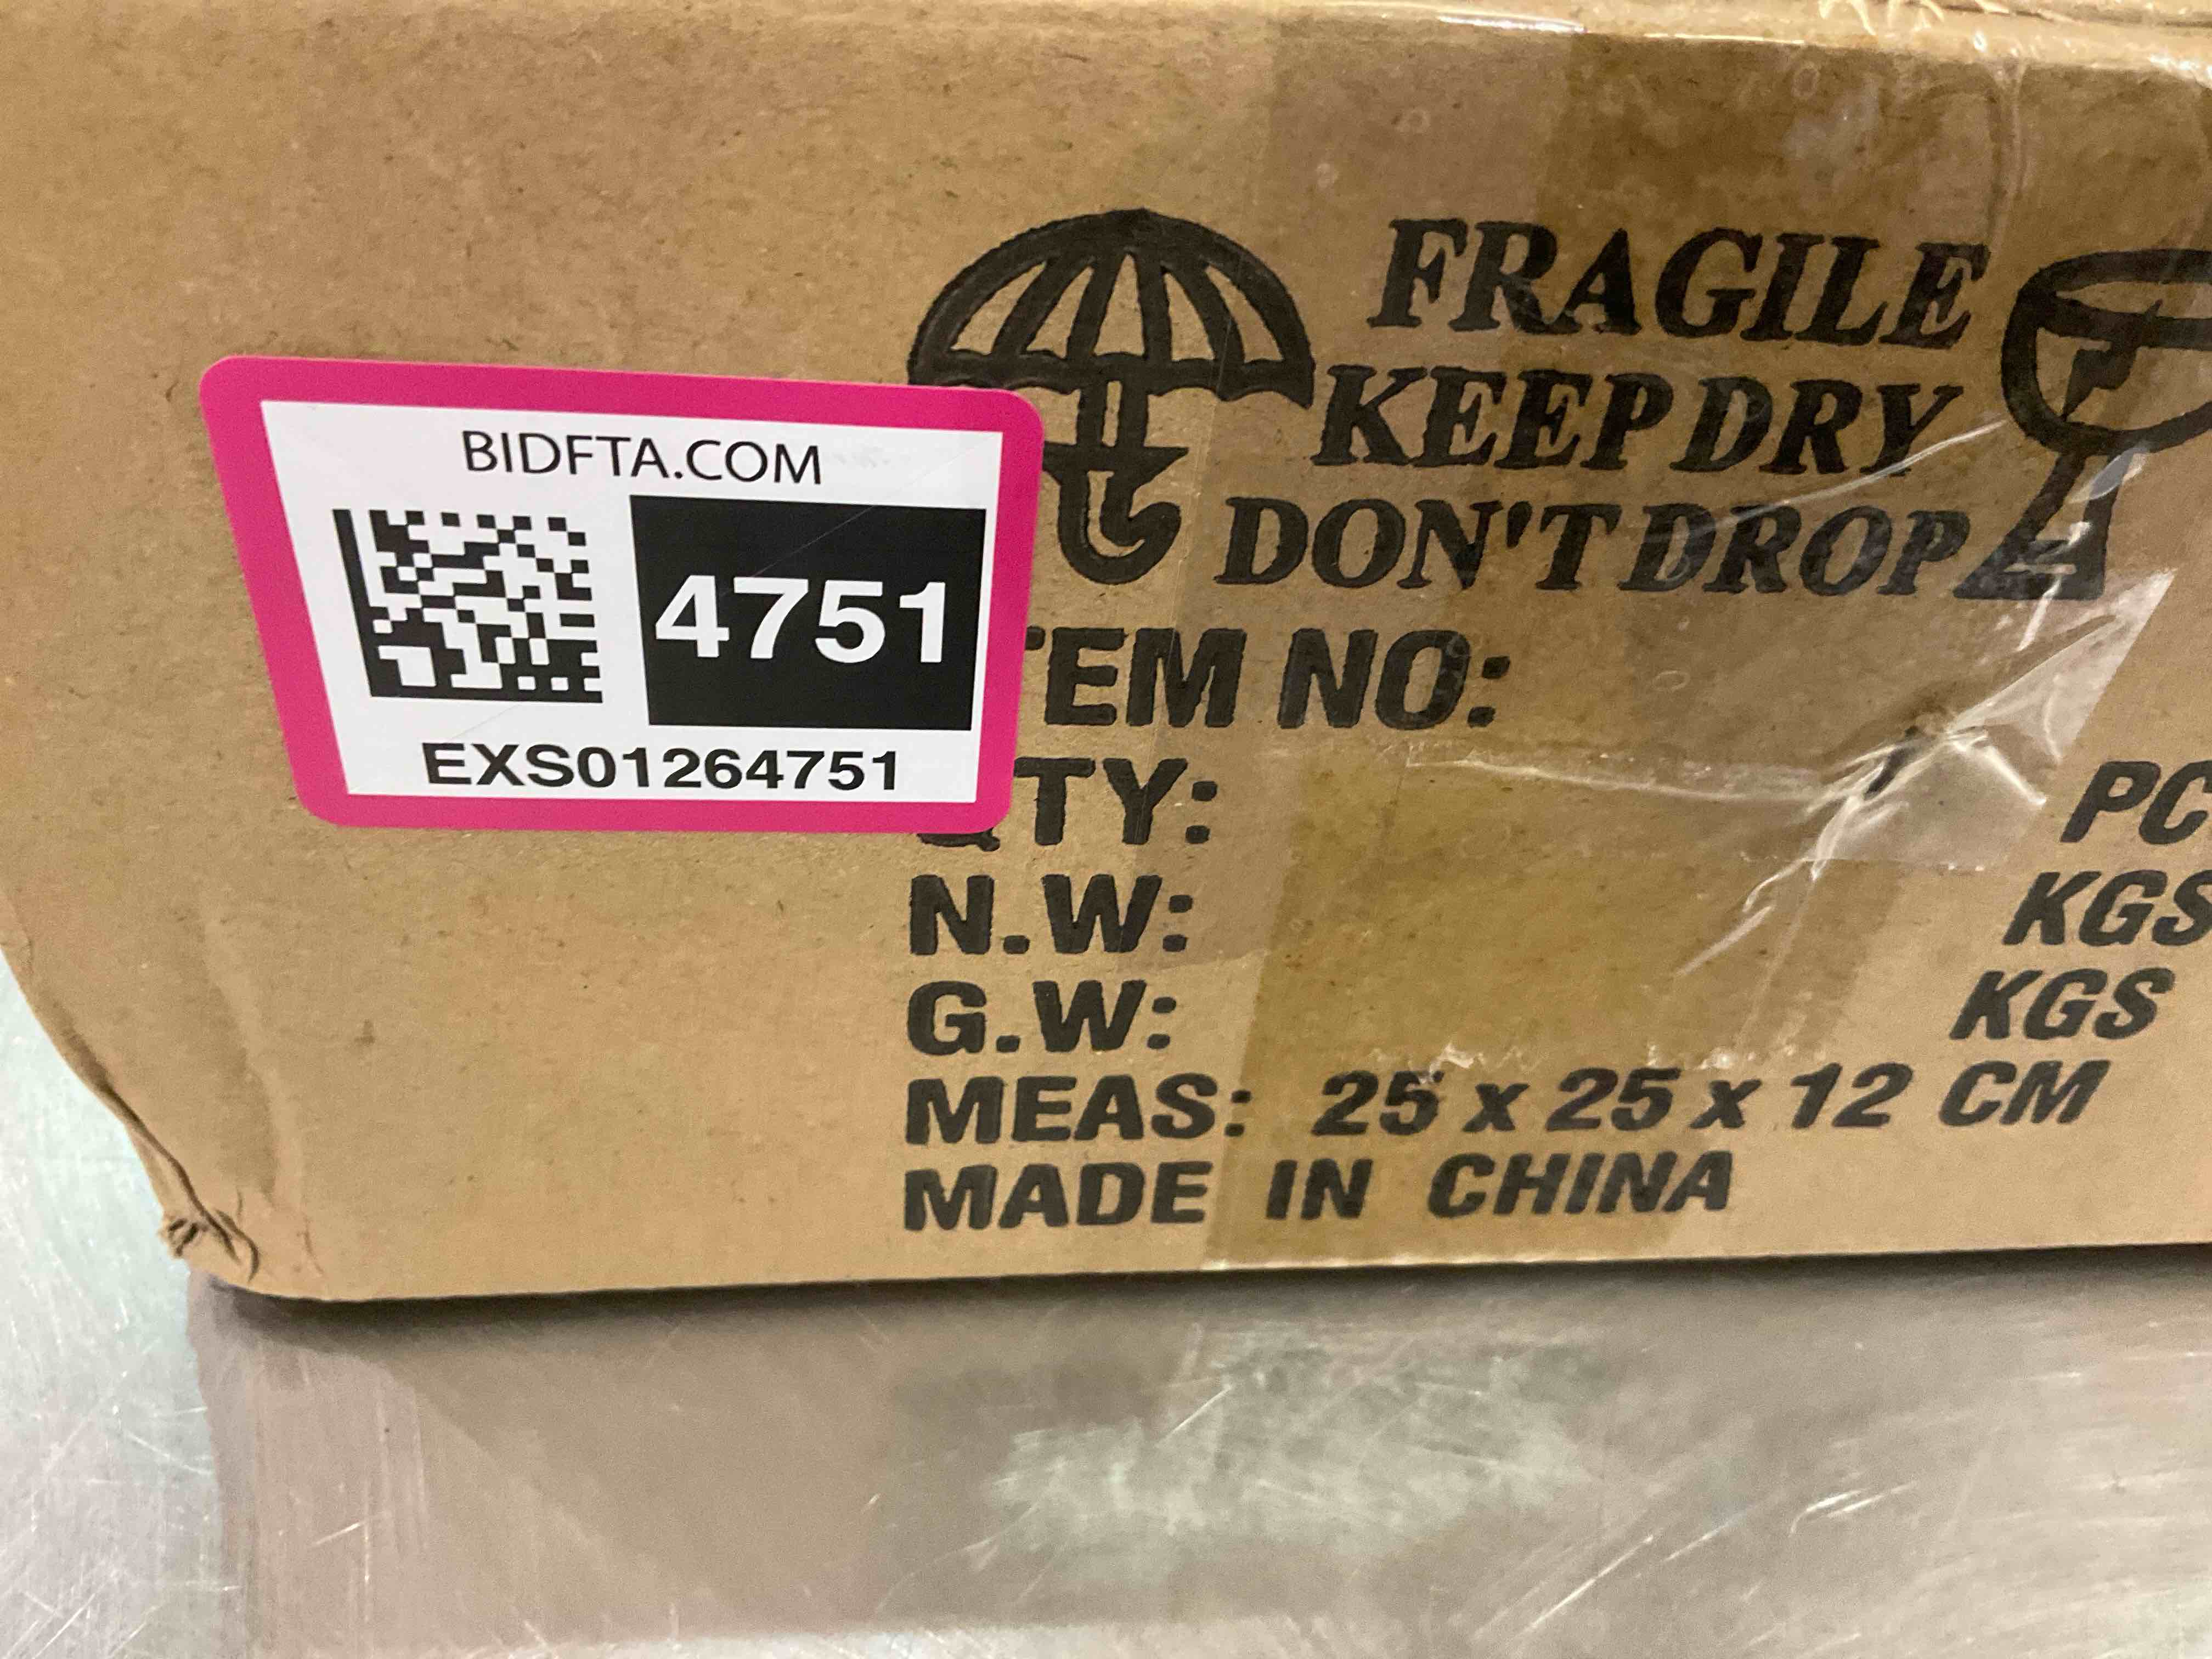 BIDFTA.COM
4751
EXS01264751
FRAGILE
KEEP DRY
DON'T DROP
TEM NO:
QTY:
PC
N.W:
KGS
G.W:
KGS
MEAS: 25 x 25 x 12 CM
MADE IN CHINA